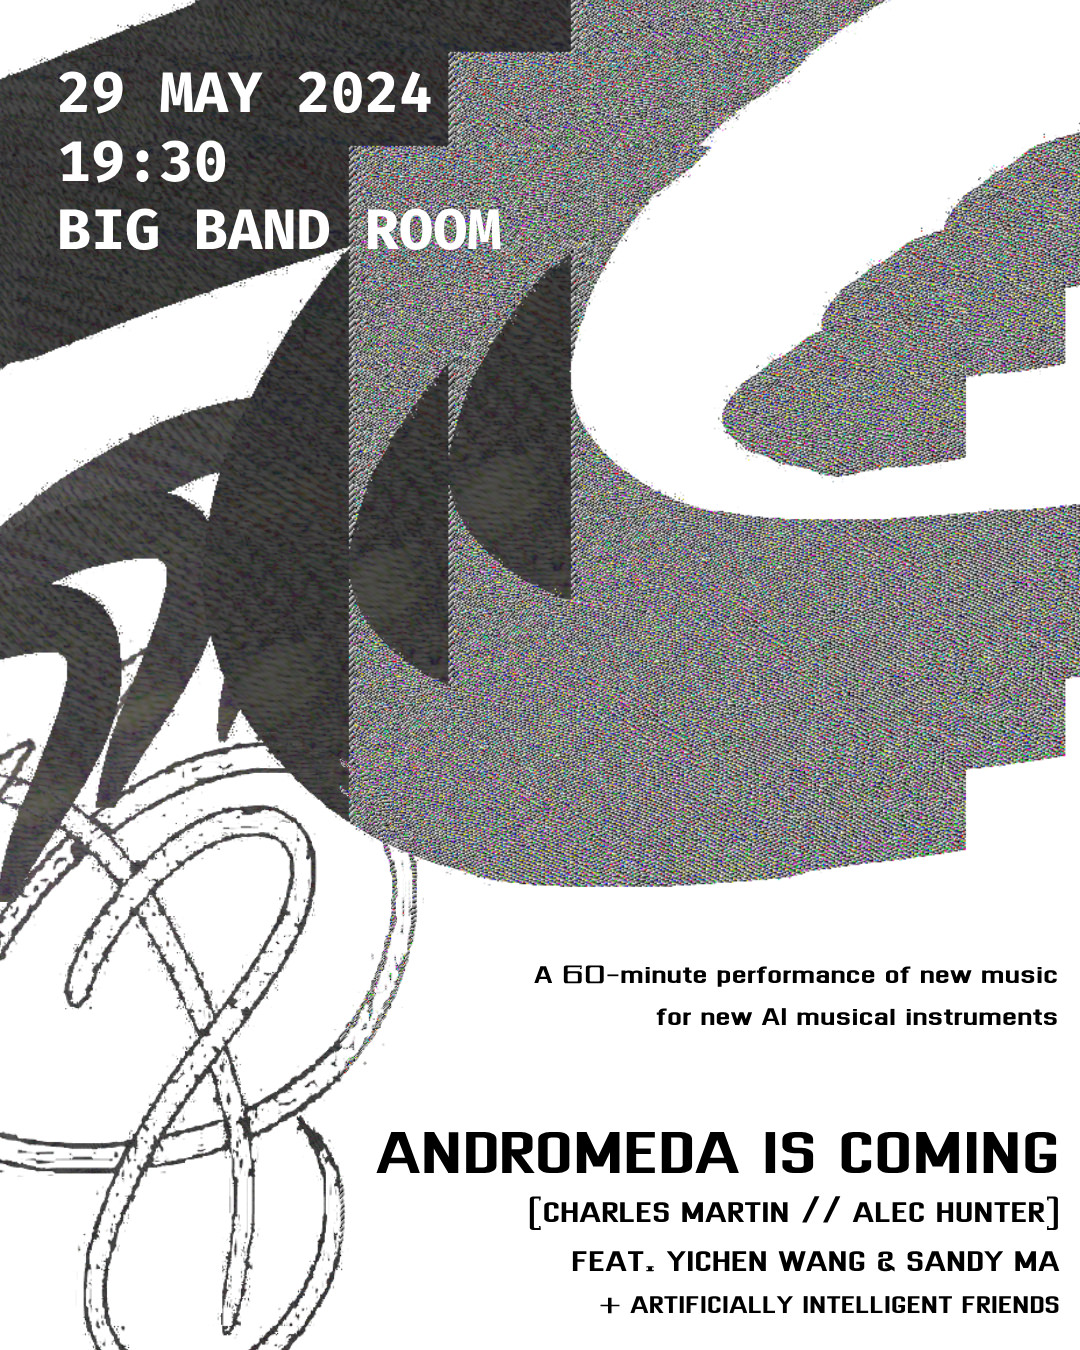 29 MAY 2024
19:30
BIG BAND ROOM
A 60-minute performance of new music
for new AI musical instruments
ANDROMEDA IS COMING
[CHARLES MARTIN // ALEC HUNTER]
FEAT. YICHEN WANG & SANDY MA
+ ARTIFICIALLY INTELLIGENT FRIENDS